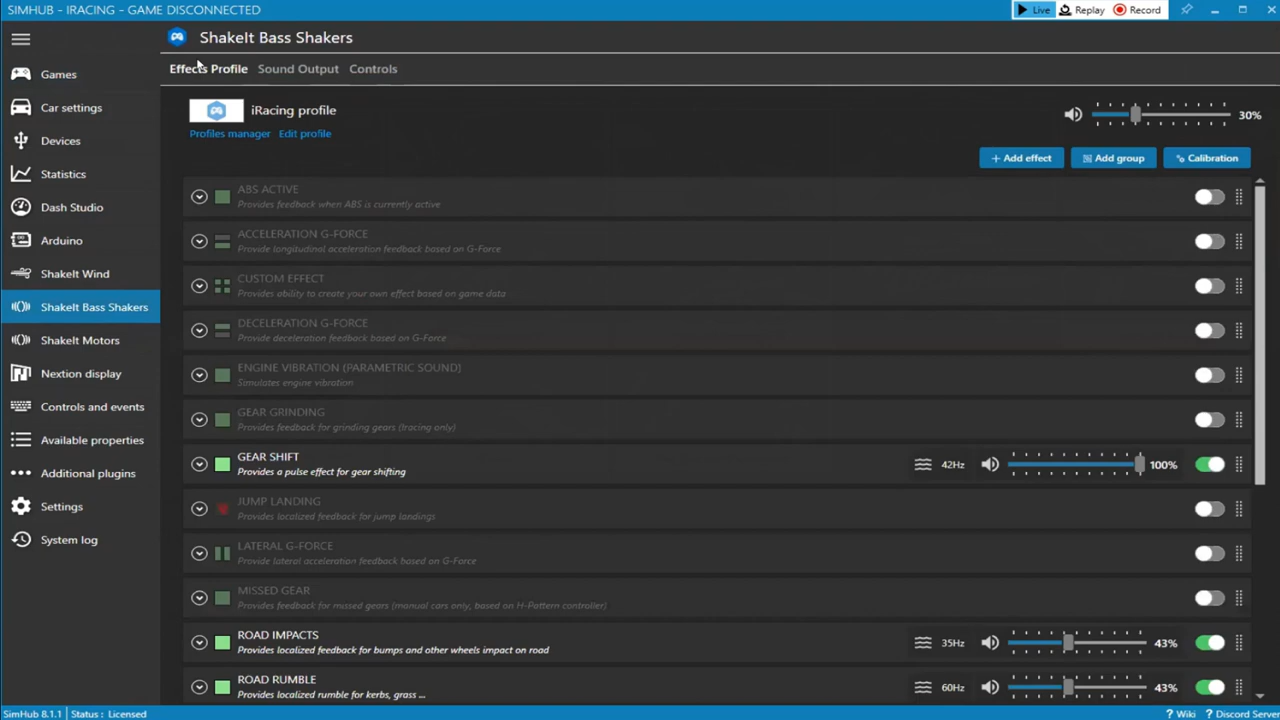 SIMHUB - IRACING - GAME DISCONNECTED
Live
Replay
Record
ShakeIt Bass Shakers
Effects Profile
Sound Output
Controls
Games
Car settings
Devices
Statistics
Dash Studio
Arduino
ShakeIt Wind
ShakeIt Bass Shakers
ShakeIt Motors
Nextion display
Controls and events
Available properties
Additional plugins
Settings
System log
iRacing profile
Profiles manager
Edit profile
30%
+ Add effect
Add group
Calibration
ABS ACTIVE
Provides feedback when ABS is currently active
ACCELERATION G-FORCE
Provide longitudinal acceleration feedback based on G-Force
CUSTOM EFFECT
Provides ability to create your own effect based on game data
DECELERATION G-FORCE
Provide deceleration feedback based on G-Force
ENGINE VIBRATION (PARAMETRIC SOUND)
Simulates engine vibration
GEAR GRINDING
Provides feedback for grinding gears (Iracing only)
GEAR SHIFT
Provides a pulse effect for gear shifting
42Hz
100%
JUMP LANDING
Provides localized feedback for jump landings
LATERAL G-FORCE
Provide lateral acceleration feedback based on G-Force
MISSED GEAR
Provides feedback for missed gears (manual cars only, based on H-Pattern controller)
ROAD IMPACTS
Provides localized feedback for bumps and other wheels impact on road
35Hz
43%
ROAD RUMBLE
Provides localized rumble for kerbs, grass ...
60Hz
43%
SimHub 8.1.1 | Status : Licensed
? Wiki
? Discord Server